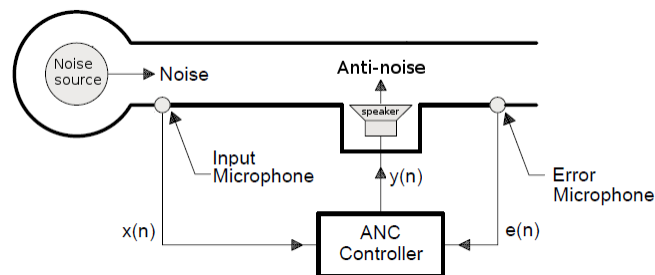 Noise
source
Noise
Anti-noise
speaker
Input
Microphone
y(n)
Error
Microphone
x(n)
ANC
Controller
e(n)